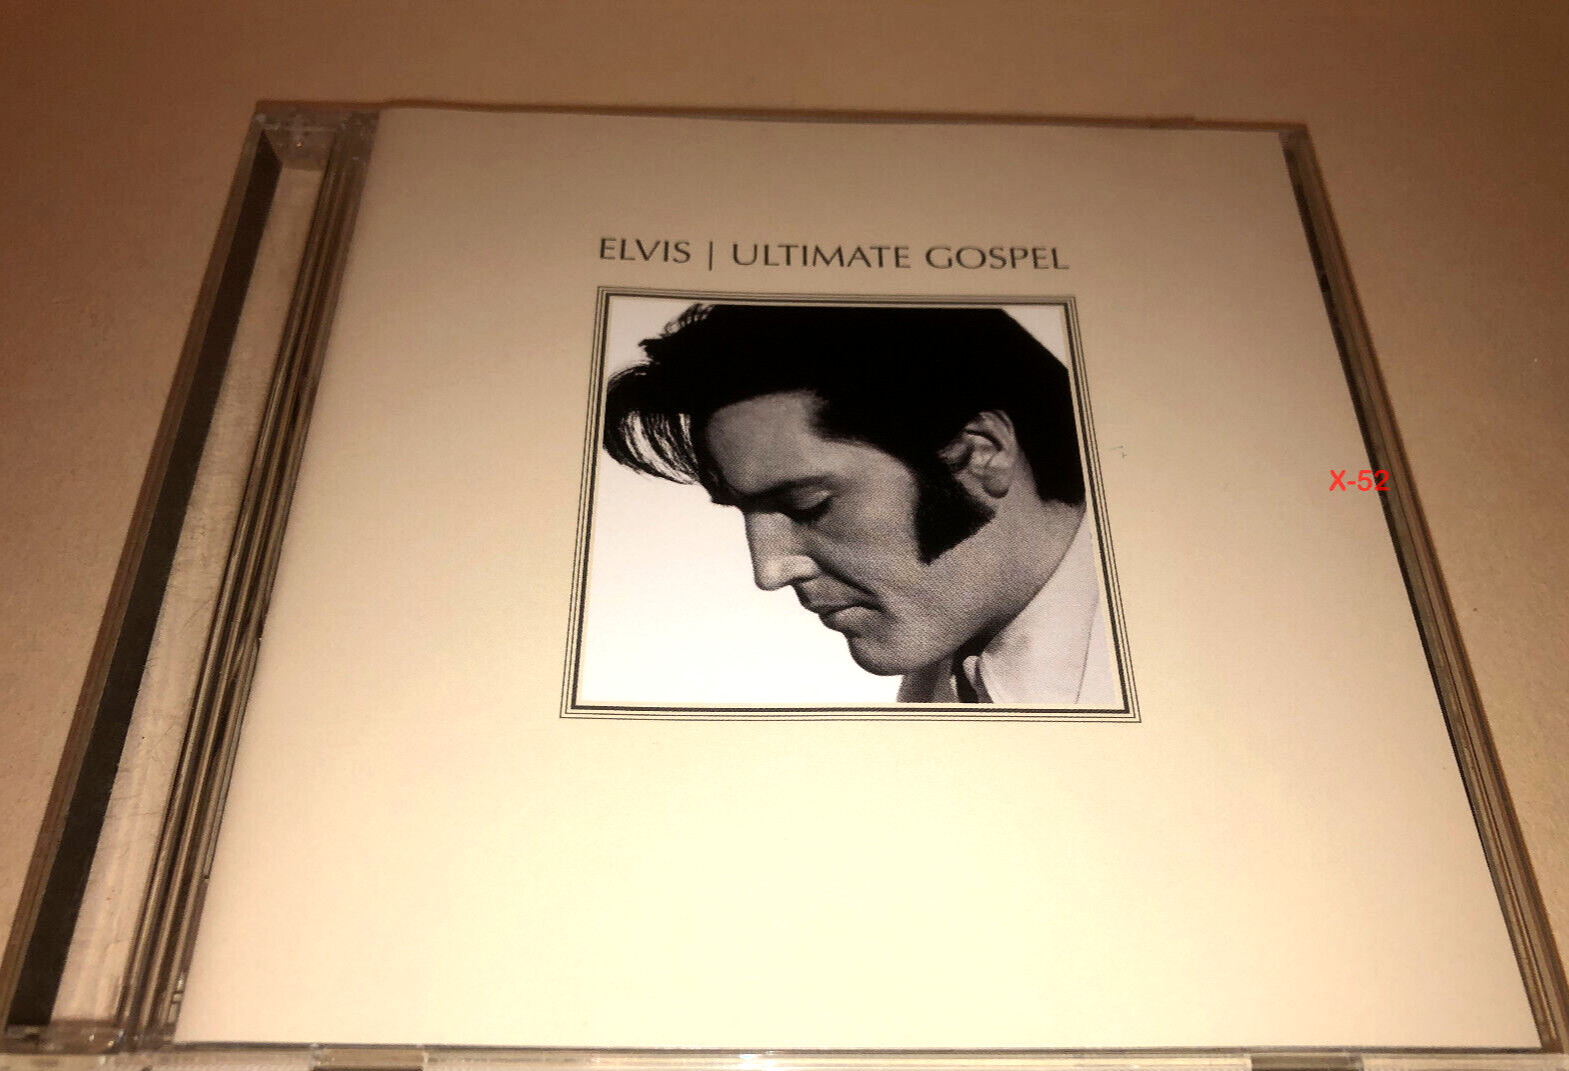 ELVIS | ULTIMATE GOSPEL
X-52